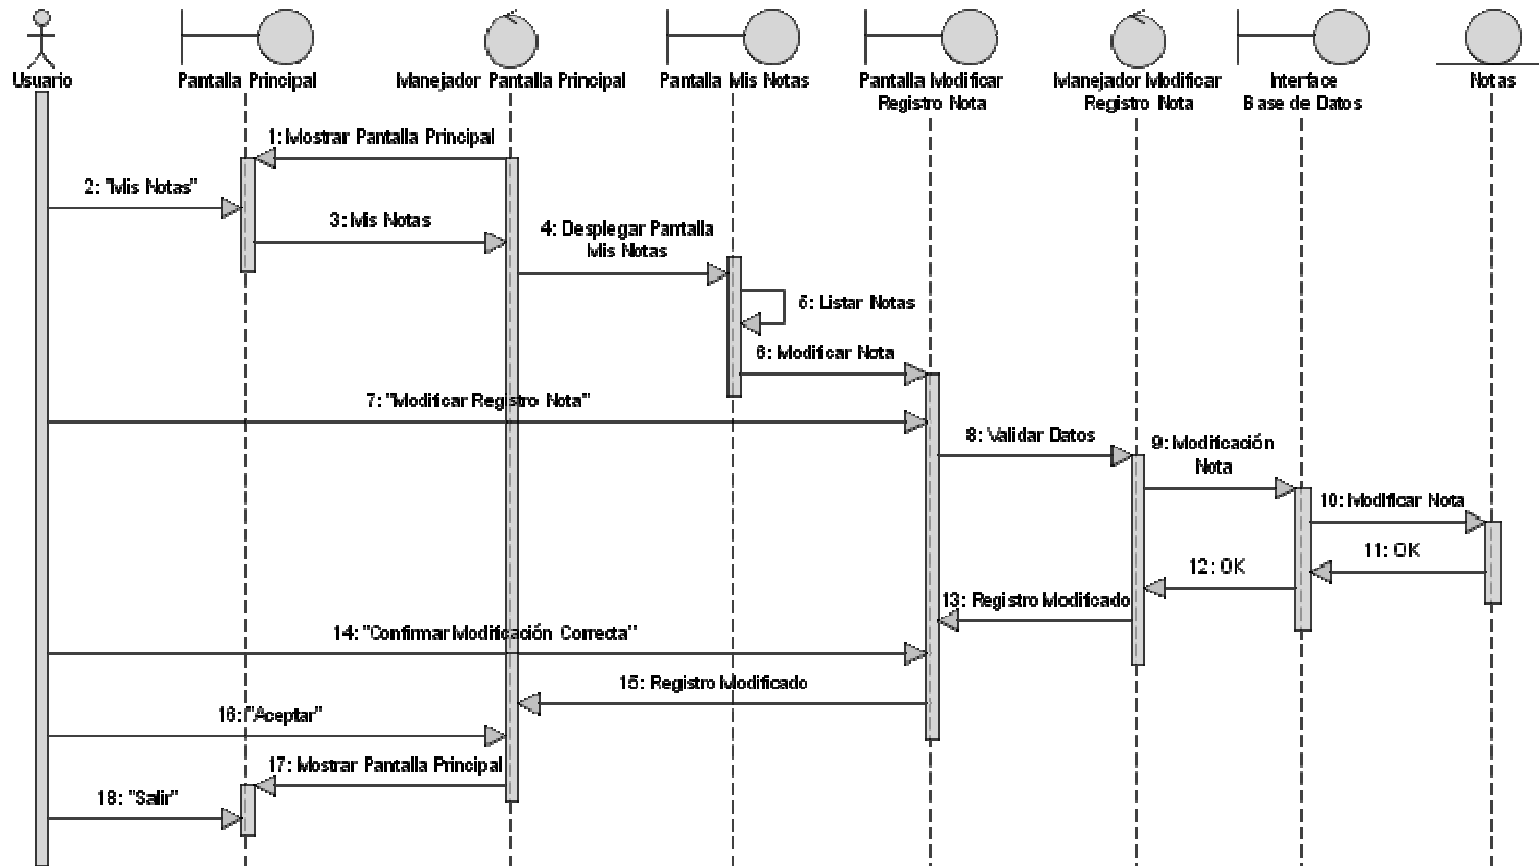 Usuario
Pantalla Principal
Manejador Pantalla Principal
Pantalla Mis Notas
Pantalla Modificar
Registro Nota
Manejador Modificar
Registro Nota
Interface
Base de Datos
Notas
1: Mostrar Pantalla Principal
2: "Mis Notas"
3: Mis Notas
4: Desplegar Pantalla
Mis Notas
5: Listar Notas
6: Modificar Nota
7: "Modificar Registro Nota"
8: Validar Datos
9: Modificación
Nota
10: Modificar Nota
11: OK
12: OK
13: Registro Modificado
14: "Confirmar Modificación Correcta"
15: Registro Modificado
16: "Aceptar"
17: Mostrar Pantalla Principal
18: "Salir"